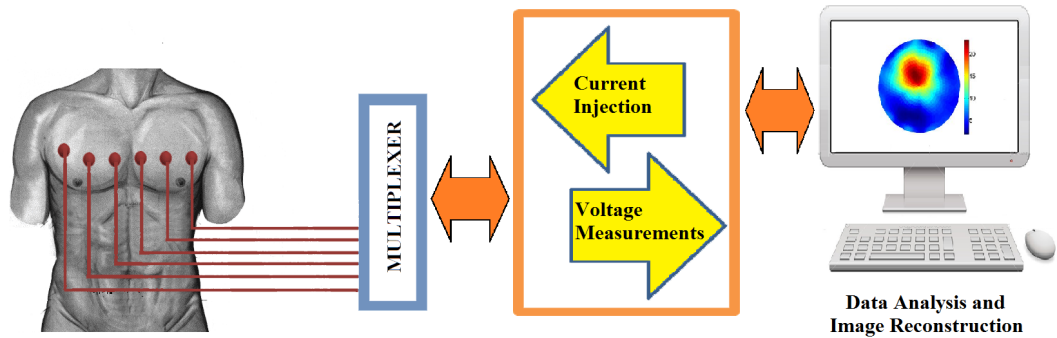 MULTIPLEXER
Current
Injection
Voltage
Measurements
Data Analysis and
Image Reconstruction